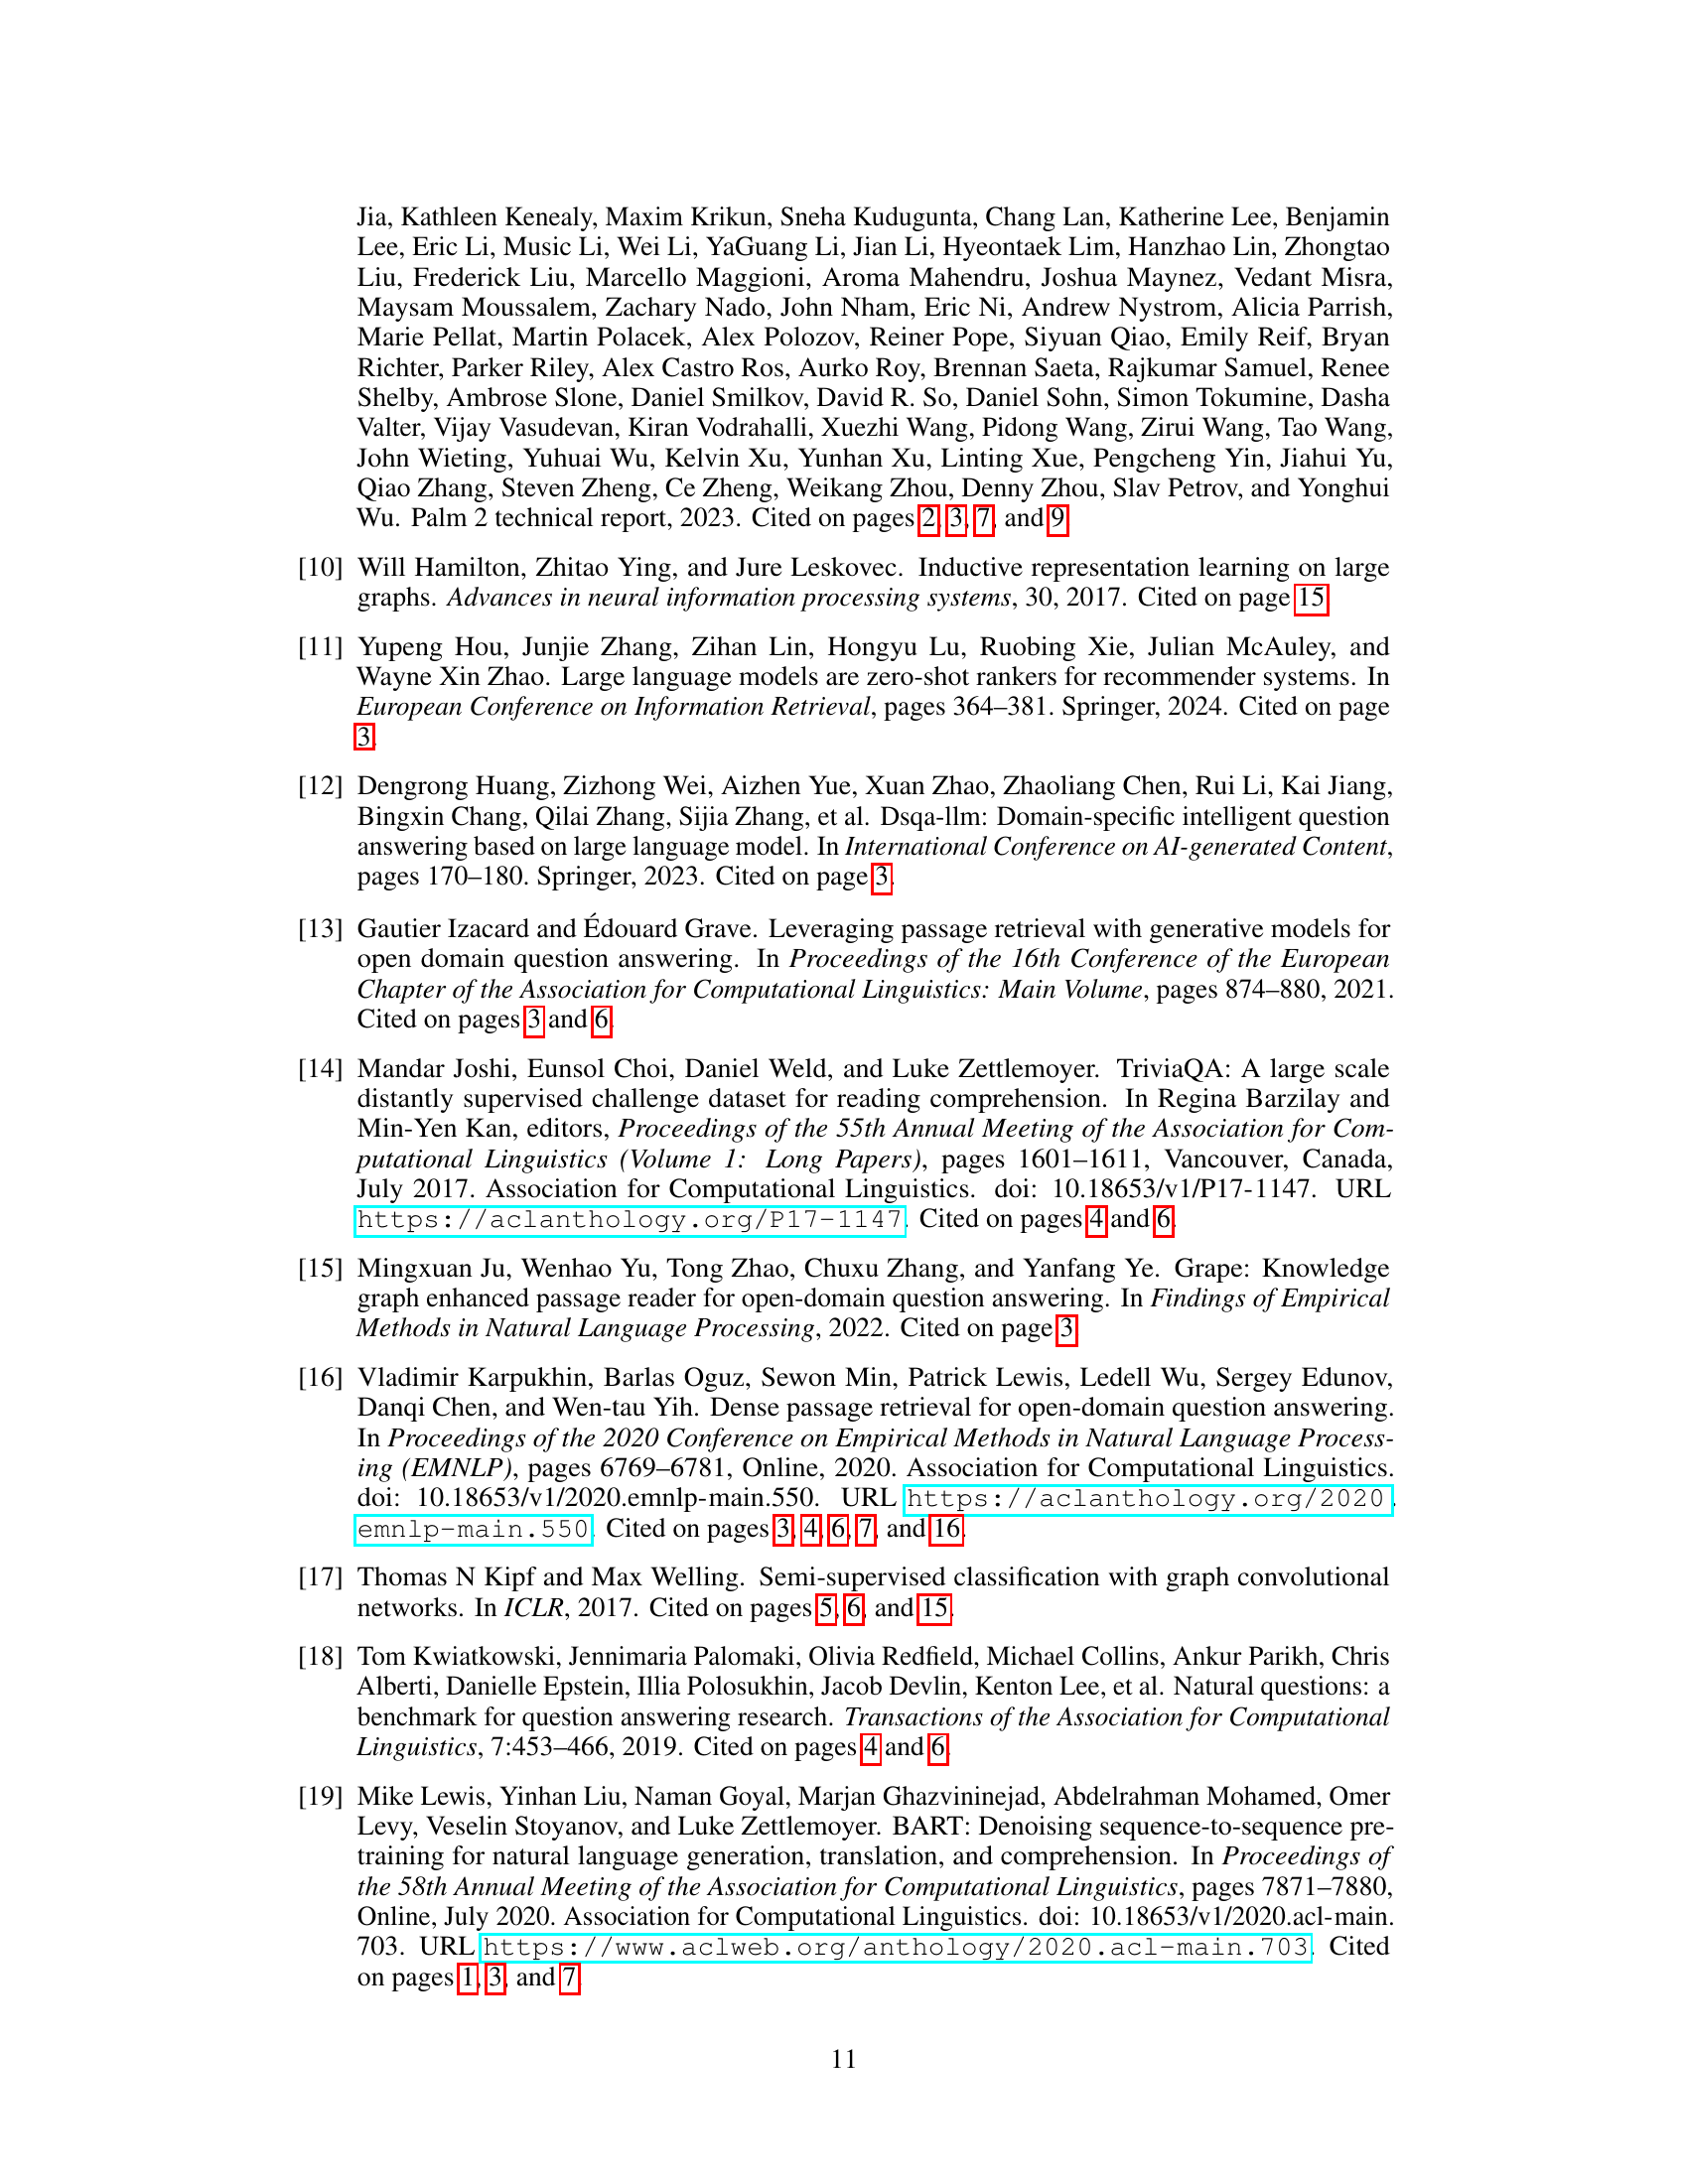 Jia, Kathleen Kenealy, Maxim Krikun, Sneha Kudugunta, Chang Lan, Katherine Lee, Benjamin
Lee, Eric Li, Music Li, Wei Li, YaGuang Li, Jian Li, Hyeontaek Lim, Hanzhao Lin, Zhongtao
Liu, Frederick Liu, Marcello Maggioni, Aroma Mahendru, Joshua Maynez, Vedant Misra,
Maysam Moussalem, Zachary Nado, John Nham, Eric Ni, Andrew Nystrom, Alicia Parrish,
Marie Pellat, Martin Polacek, Alex Polozov, Reiner Pope, Siyuan Qiao, Emily Reif, Bryan
Richter, Parker Riley, Alex Castro Ros, Aurko Roy, Brennan Saeta, Rajkumar Samuel, Renee
Shelby, Ambrose Slone, Daniel Smilkov, David R. So, Daniel Sohn, Simon Tokumine, Dasha
Valter, Vijay Vasudevan, Kiran Vodrahalli, Xuezhi Wang, Pidong Wang, Zirui Wang, Tao Wang,
John Wieting, Yuhuai Wu, Kelvin Xu, Yunhan Xu, Linting Xue, Pengcheng Yin, Jiahui Yu,
Qiao Zhang, Steven Zheng, Ce Zheng, Weikang Zhou, Denny Zhou, Slav Petrov, and Yonghui
Wu. Palm 2 technical report, 2023. Cited on pages 2, 3, 7, and 9.
[10] Will Hamilton, Zhitao Ying, and Jure Leskovec. Inductive representation learning on large
graphs. Advances in neural information processing systems, 30, 2017. Cited on page 15.
[11] Yupeng Hou, Junjie Zhang, Zihan Lin, Hongyu Lu, Ruobing Xie, Julian McAuley, and
Wayne Xin Zhao. Large language models are zero-shot rankers for recommender systems. In
European Conference on Information Retrieval, pages 364–381. Springer, 2024. Cited on page
3.
[12] Dengrong Huang, Zizhong Wei, Aizhen Yue, Xuan Zhao, Zhaoliang Chen, Rui Li, Kai Jiang,
Bingxin Chang, Qilai Zhang, Sijia Zhang, et al. Dsqa-llm: Domain-specific intelligent question
answering based on large language model. In International Conference on AI-generated Content,
pages 170–180. Springer, 2023. Cited on page 3.
[13] Gautier Izacard and Édouard Grave. Leveraging passage retrieval with generative models for
open domain question answering. In Proceedings of the 16th Conference of the European
Chapter of the Association for Computational Linguistics: Main Volume, pages 874–880, 2021.
Cited on pages 3 and 6.
[14] Mandar Joshi, Eunsol Choi, Daniel Weld, and Luke Zettlemoyer. TriviaQA: A large scale
distantly supervised challenge dataset for reading comprehension. In Regina Barzilay and
Min-Yen Kan, editors, Proceedings of the 55th Annual Meeting of the Association for Com-
putational Linguistics (Volume 1: Long Papers), pages 1601–1611, Vancouver, Canada,
July 2017. Association for Computational Linguistics. doi: 10.18653/v1/P17-1147. URL
https://aclanthology.org/P17-1147. Cited on pages 4 and 6.
[15] Mingxuan Ju, Wenhao Yu, Tong Zhao, Chuxu Zhang, and Yanfang Ye. Grape: Knowledge
graph enhanced passage reader for open-domain question answering. In Findings of Empirical
Methods in Natural Language Processing, 2022. Cited on page 3.
[16] Vladimir Karpukhin, Barlas Oguz, Sewon Min, Patrick Lewis, Ledell Wu, Sergey Edunov,
Danqi Chen, and Wen-tau Yih. Dense passage retrieval for open-domain question answering.
In Proceedings of the 2020 Conference on Empirical Methods in Natural Language Process-
ing (EMNLP), pages 6769–6781, Online, 2020. Association for Computational Linguistics.
doi: 10.18653/v1/2020.emnlp-main.550. URL https://aclanthology.org/2020.
emnlp-main.550. Cited on pages 3, 4, 6, 7, and 16.
[17] Thomas N Kipf and Max Welling. Semi-supervised classification with graph convolutional
networks. In ICLR, 2017. Cited on pages 5, 6, and 15.
[18] Tom Kwiatkowski, Jennimaria Palomaki, Olivia Redfield, Michael Collins, Ankur Parikh, Chris
Alberti, Danielle Epstein, Illia Polosukhin, Jacob Devlin, Kenton Lee, et al. Natural questions: a
benchmark for question answering research. Transactions of the Association for Computational
Linguistics, 7:453–466, 2019. Cited on pages 4 and 6.
[19] Mike Lewis, Yinhan Liu, Naman Goyal, Marjan Ghazvininejad, Abdelrahman Mohamed, Omer
Levy, Veselin Stoyanov, and Luke Zettlemoyer. BART: Denoising sequence-to-sequence pre-
training for natural language generation, translation, and comprehension. In Proceedings of
the 58th Annual Meeting of the Association for Computational Linguistics, pages 7871–7880,
Online, July 2020. Association for Computational Linguistics. doi: 10.18653/v1/2020.acl-main.
703. URL https://www.aclweb.org/anthology/2020.acl-main.703. Cited
on pages 1, 3, and 7.
11